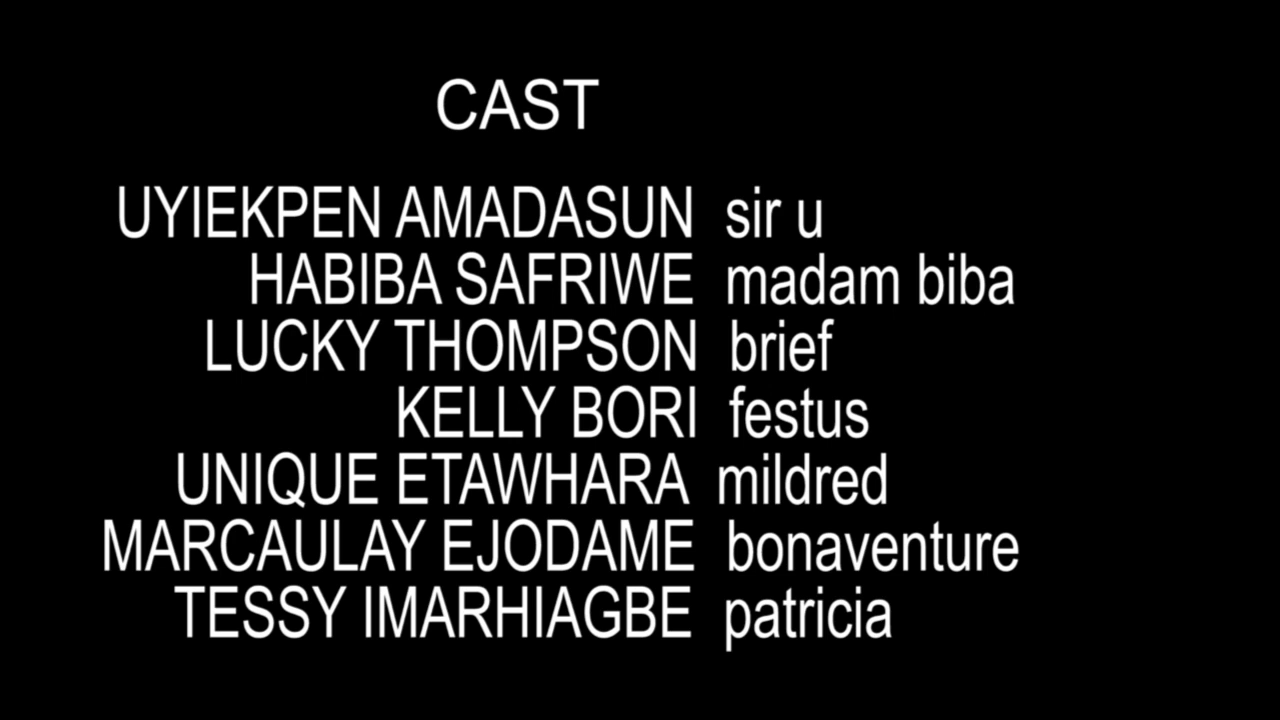 CAST
UYIEKPEN AMADASUN sir u
HABIBA SAFRIWE madam biba
LUCKY THOMPSON brief
KELLY BORI festus
UNIQUE ETAWHARA mildred
MARCAULAY EJODAME bonaventure
TESSY IMARHIAGBE patricia